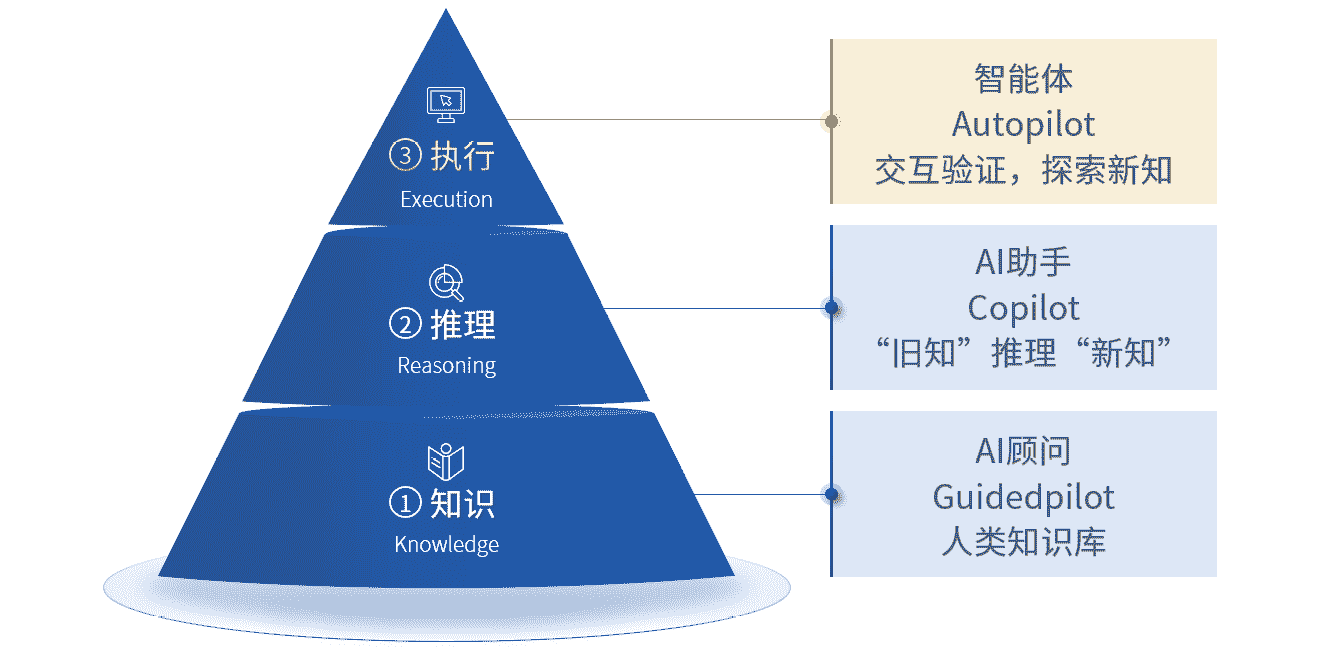 ③ 执行
Execution
智能体
Autopilot
交互验证，探索新知
② 推理
Reasoning
AI助手
Copilot
“旧知”推理“新知”
① 知识
Knowledge
AI顾问
Guidedpilot
人类知识库